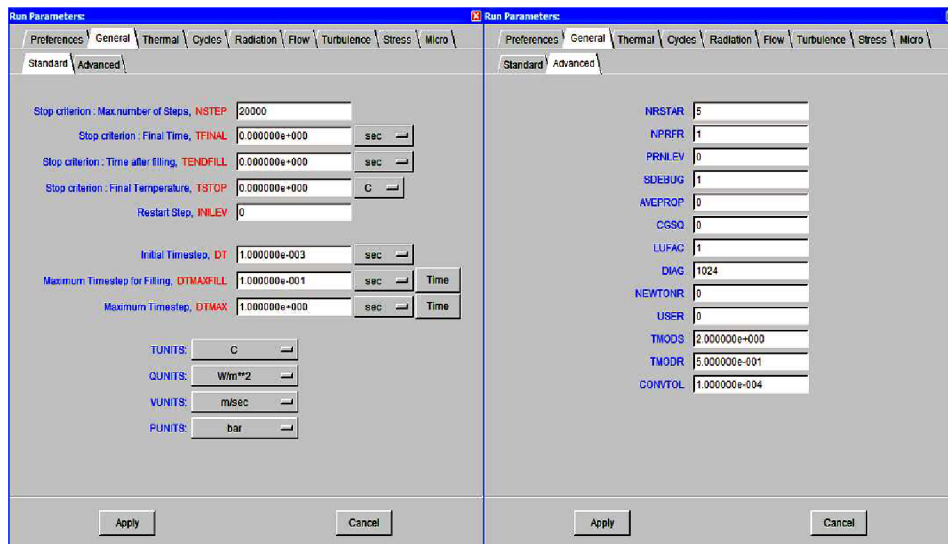 Run Parameters:
Preferences General Thermal Cycles Radiation Flow Turbulence Stress Micro
Standard Advanced
Stop criterion : Max.number of Steps, NSTEP 20000
Stop criterion : Final Time, TFINAL 0.000000e+000 sec
Stop criterion : Time after filling, TENDFILL 0.000000e+000 sec
Stop criterion : Final Temperature, TSTOP 0.000000e+000 C
Restart Step, INILEV 0
Initial Timestep, DT 1.000000e-003 sec
Maximum Timestep for Filling, DTMAXFILL 1.000000e-001 sec Time
Maximum Timestep, DTMAX 1.000000e+000 sec Time
TUNITS: C
QUNITS: W/m**2
VUNITS: m/sec
PUNITS: bar
Apply Cancel
Run Parameters:
Preferences General Thermal Cycles Radiation Flow Turbulence Stress Micro
Standard Advanced
NRSTAR 5
NPRFR 1
PRNLEV 0
SDEBUG 1
AVEPROP 0
CGSQ 0
LUFAC 1
DIAG 1024
NEWTONR 0
USER 0
TMODS 2.000000e+000
TMODR 5.000000e-001
CONVTOL 1.000000e-004
Apply Cancel